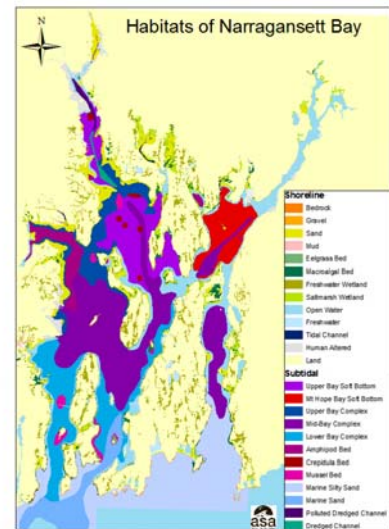 Habitats of Narragansett Bay
N
Shoreline
Bedrock
Gravel
Sand
Mud
Eelgrass Bed
Macroalgal Bed
Freshwater Wetland
Saltmarsh Wetland
Open Water
Freshwater
Tidal Channel
Human Altered
Land
Subtidal
Upper Bay Soft Bottom
Mt Hope Bay Soft Bottom
Upper Bay Complex
Mid-Bay Complex
Lower Bay Complex
Amphipod Bed
Crepidula Bed
Mussel Bed
Marine Silty Sand
Marine Sand
Polluted Dredged Channel
Dredged Channel
asa